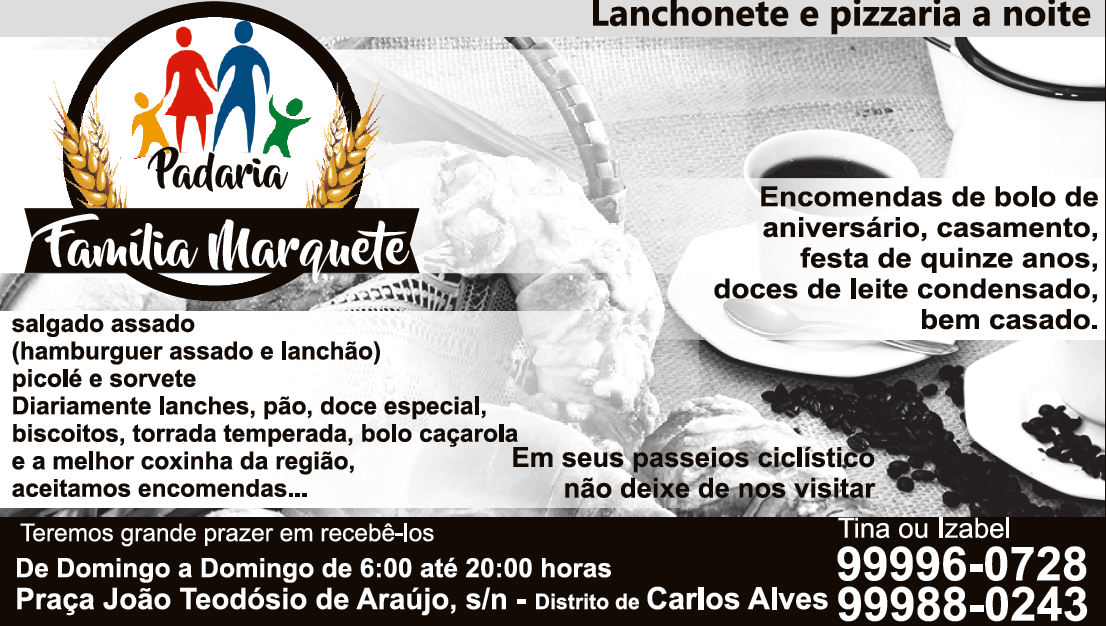 Lanchonete e pizzaria a noite
Padaria
Família Marquete
Encomendas de bolo de
aniversário, casamento,
festa de quinze anos,
doces de leite condensado,
bem casado.
salgado assado
(hamburguer assado e lanchão)
picolé e sorvete
Diariamente lanches, pão, doce especial,
biscoitos, torrada temperada, bolo caçarola
e a melhor coxinha da região,
aceitamos encomendas...
Em seus passeios ciclístico
não deixe de nos visitar
Teremos grande prazer em recebê-los
De Domingo a Domingo de 6:00 até 20:00 horas
Praça João Teodósio de Araújo, s/n - Distrito de Carlos Alves
Tina ou Izabel
99996-0728
99988-0243